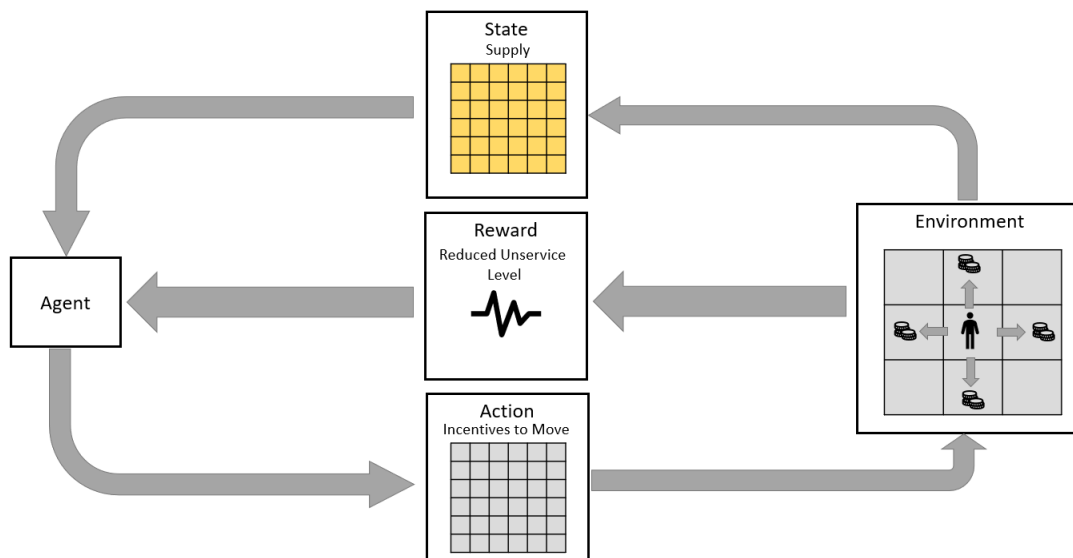 State
Supply
Reward
Reduced Unservice
Level
Environment
Agent
Action
Incentives to Move